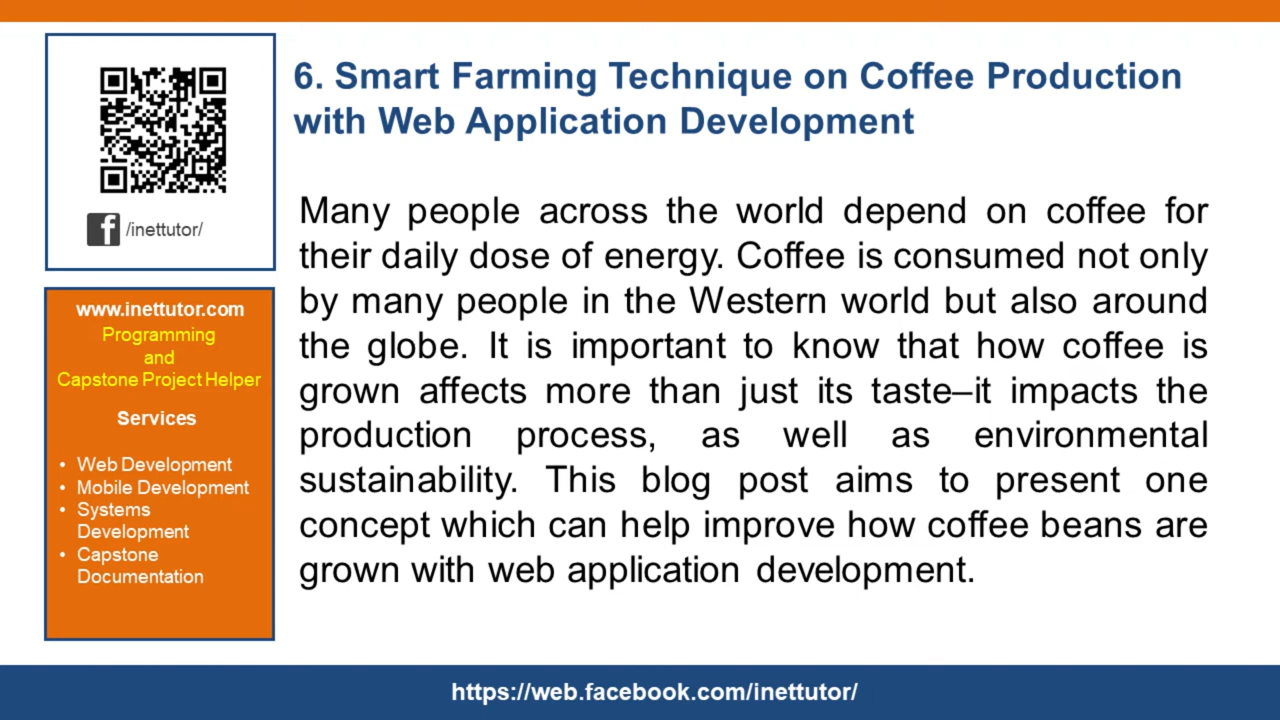 /inettutor/
www.inettutor.com
Programming
and
Capstone Project Helper
Services
• Web Development
• Mobile Development
• Systems
Development
• Capstone
Documentation
6. Smart Farming Technique on Coffee Production
with Web Application Development
Many people across the world depend on coffee for
their daily dose of energy. Coffee is consumed not only
by many people in the Western world but also around
the globe. It is important to know that how coffee is
grown affects more than just its taste–it impacts the
production process, as well as environmental
sustainability. This blog post aims to present one
concept which can help improve how coffee beans are
grown with web application development.
https://web.facebook.com/inettutor/